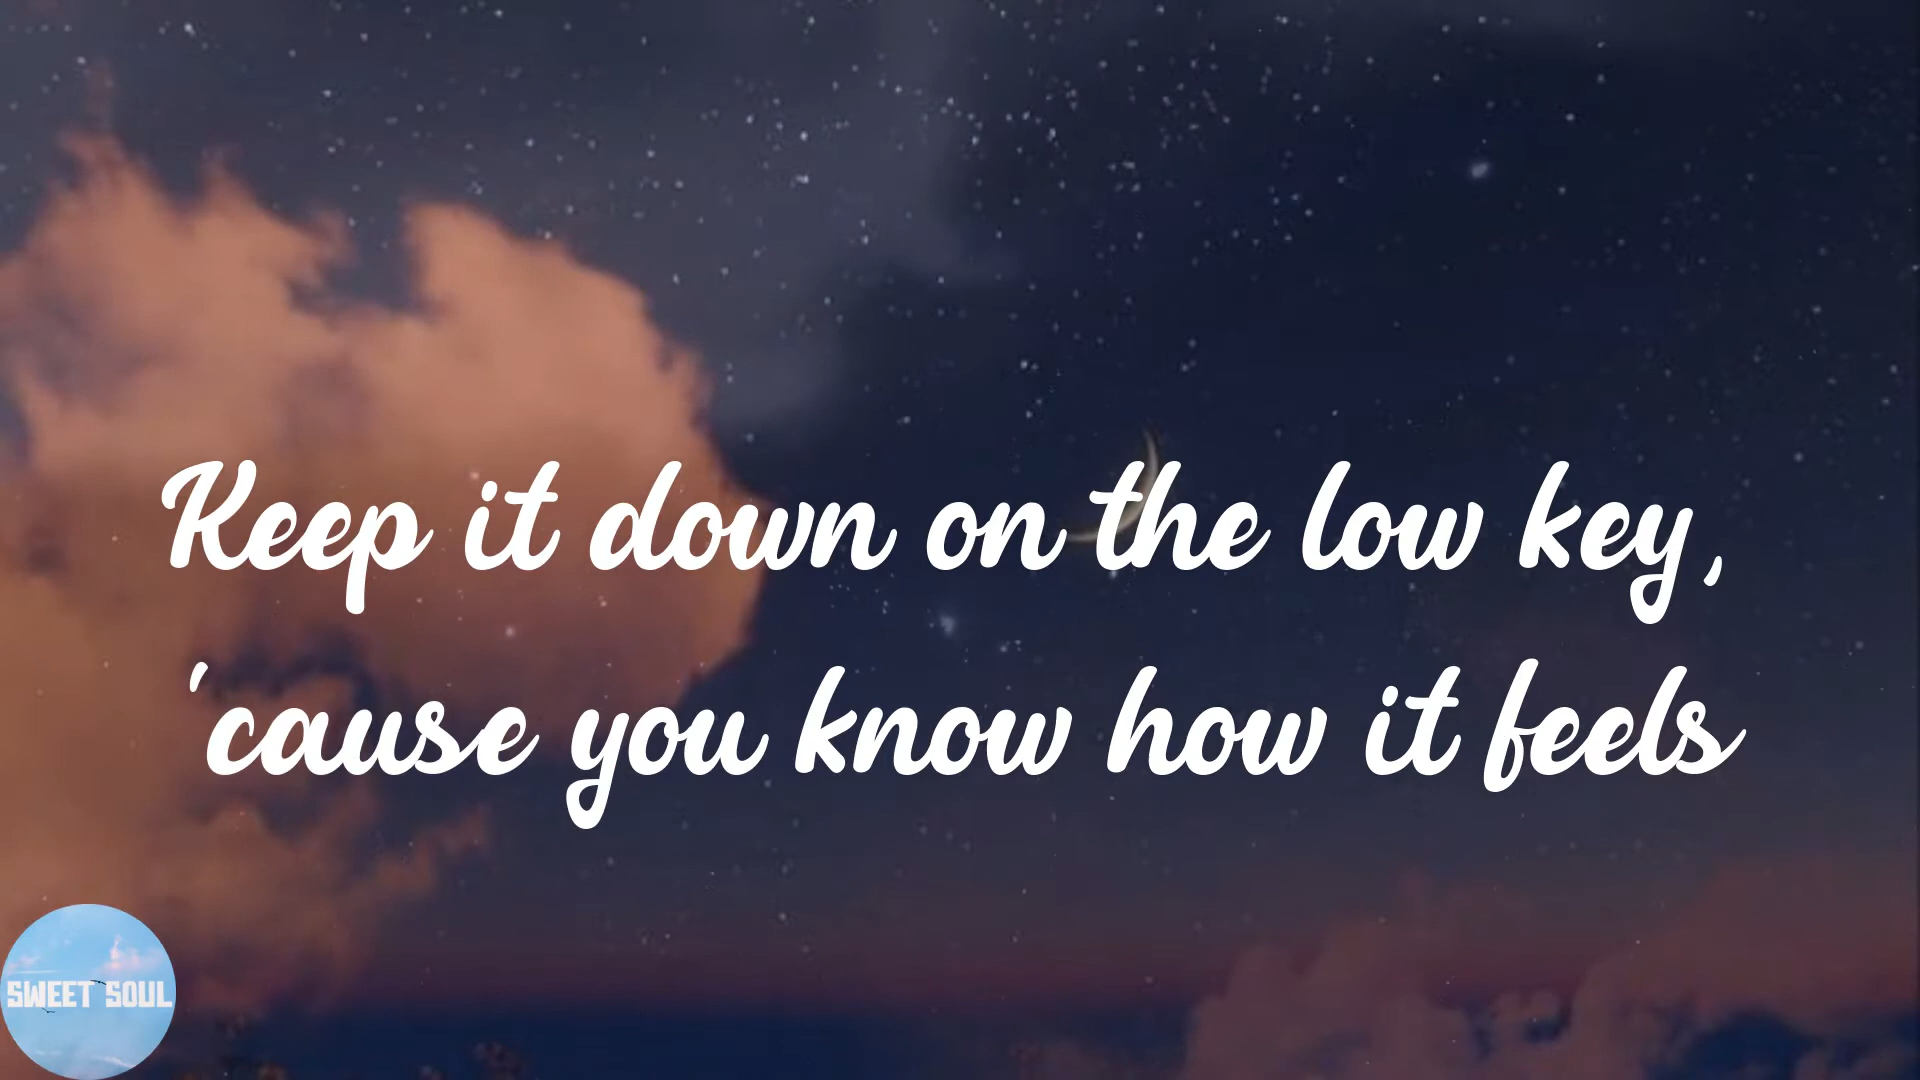 Keep it down on the low key,
'cause you know how it feels
SWEET SOUL